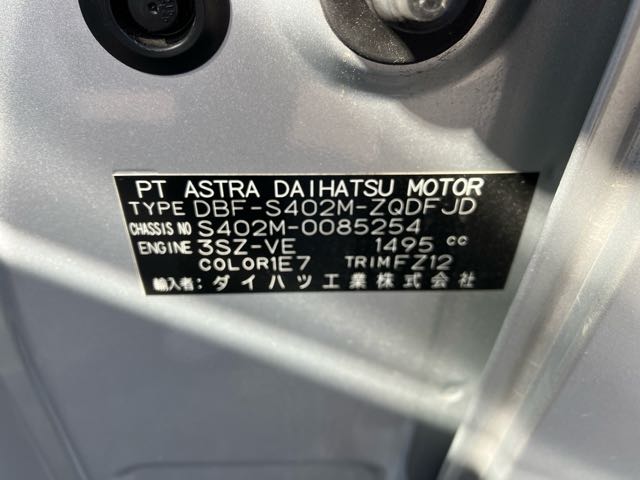 PT ASTRA DAIHATSU MOTOR
TYPE DBF-S402M-ZQDFJD
CHASSIS NO S402M-0085254
ENGINE 3SZ-VE 1495 cc
COLOR 1E7 TRIM FZ12
輸入者: ダイハツ工業株式会社